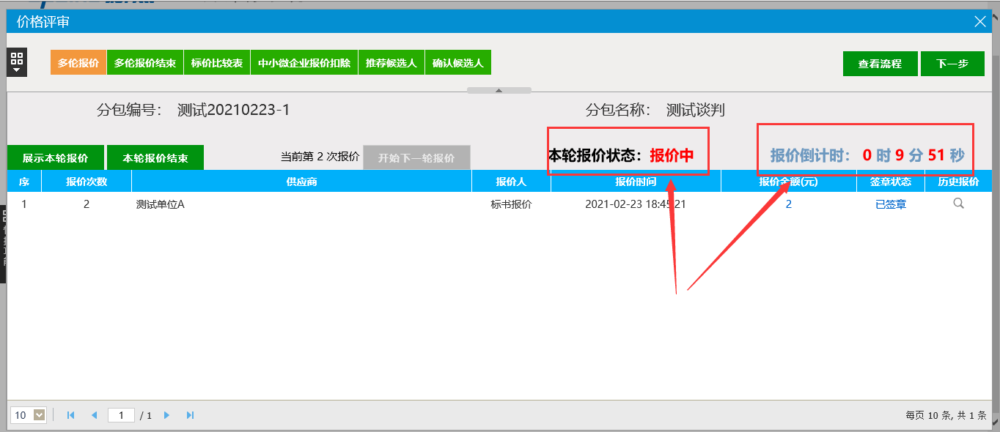 价格评审
多伦报价 多伦报价结束 标价比较表 中小微企业报价扣除 推荐候选人 确认候选人 查看流程 下一步
分包编号： 测试20210223-1 分包名称： 测试谈判
展示本轮报价 本轮报价结束 当前第 2 次报价 开始下一轮报价 本轮报价状态：报价中 报价倒计时： 0 时 9 分 51 秒
序 报价次数 供应商 报价人 报价时间 报价金额(元) 签章状态 历史报价
1 2 测试单位A 标书报价 2021-02-23 18:45:21 2 已签章
10 1 / 1 每页 10 条, 共 1 条